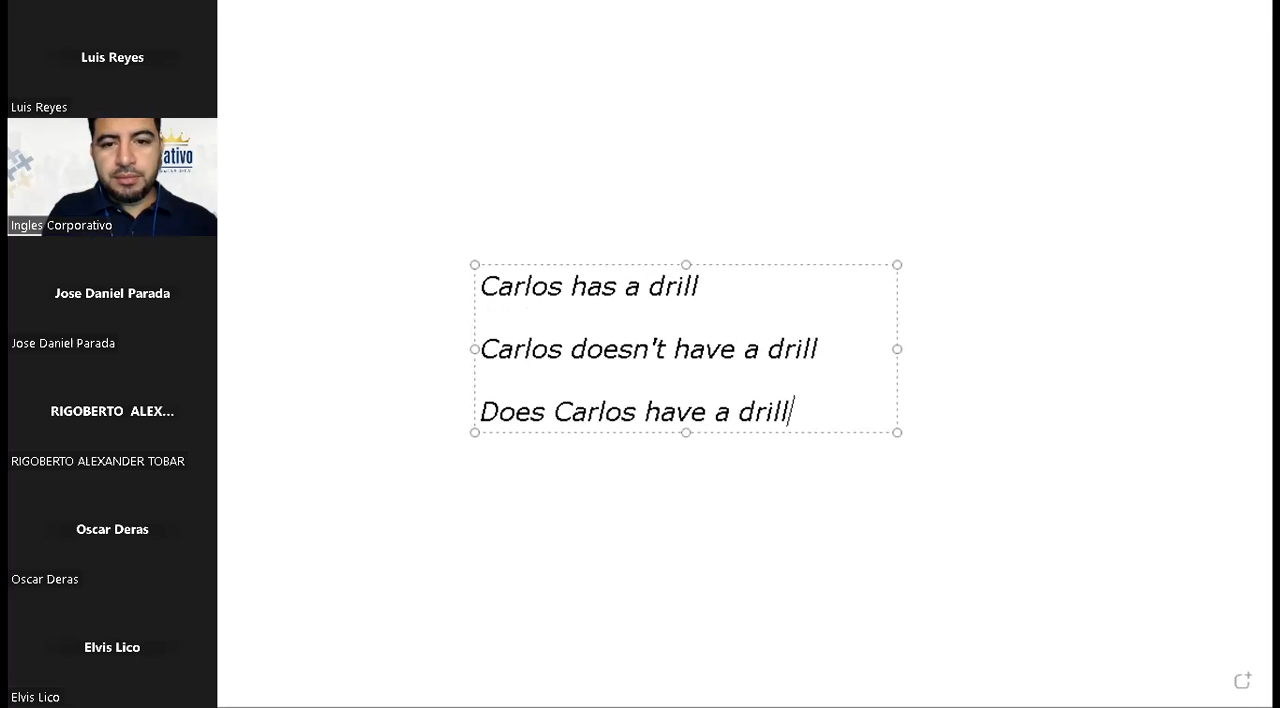 Luis Reyes
Luis Reyes
ativo
Ingles Corporativo
Jose Daniel Parada
Jose Daniel Parada
RIGOBERTO ALEX...
RIGOBERTO ALEXANDER TOBAR
Oscar Deras
Oscar Deras
Elvis Lico
Elvis Lico
Carlos has a drill
Carlos doesn't have a drill
Does Carlos have a drill